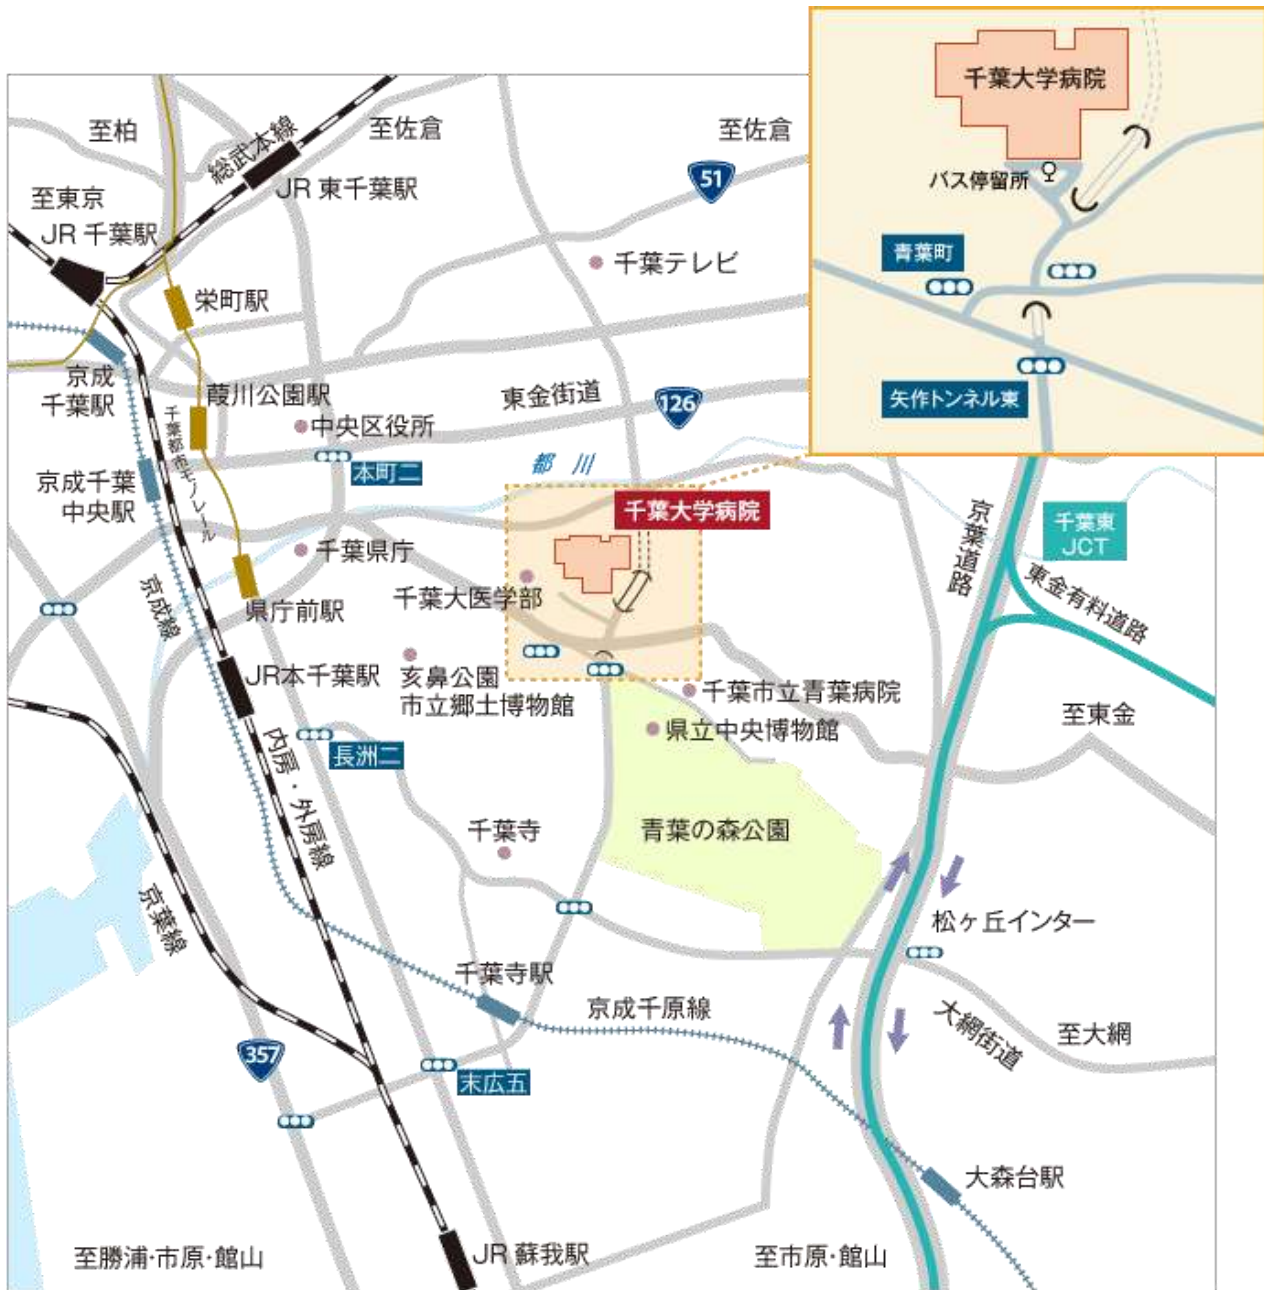 千葉大学病院
バス停留所
青葉町
矢作トンネル東
至柏
総武本線
至佐倉
至佐倉
51
JR 東千葉駅
至東京
JR 千葉駅
千葉テレビ
栄町駅
京成
千葉駅
葭川公園駅
東金街道
126
中央区役所
千葉都市モノレール
本町二
都 川
京成千葉
中央駅
千葉大学病院
京葉道路
千葉東
JCT
千葉県庁
東金有料道路
京成線
県庁前駅
千葉大医学部
JR本千葉駅
亥鼻公園
市立郷土博物館
千葉市立青葉病院
県立中央博物館
至東金
長洲二
内房・外房線
千葉寺
青葉の森公園
京葉線
松ヶ丘インター
千葉寺駅
京成千原線
大網街道
至大網
357
末広五
大森台駅
至勝浦・市原・館山
JR 蘇我駅
至市原・館山